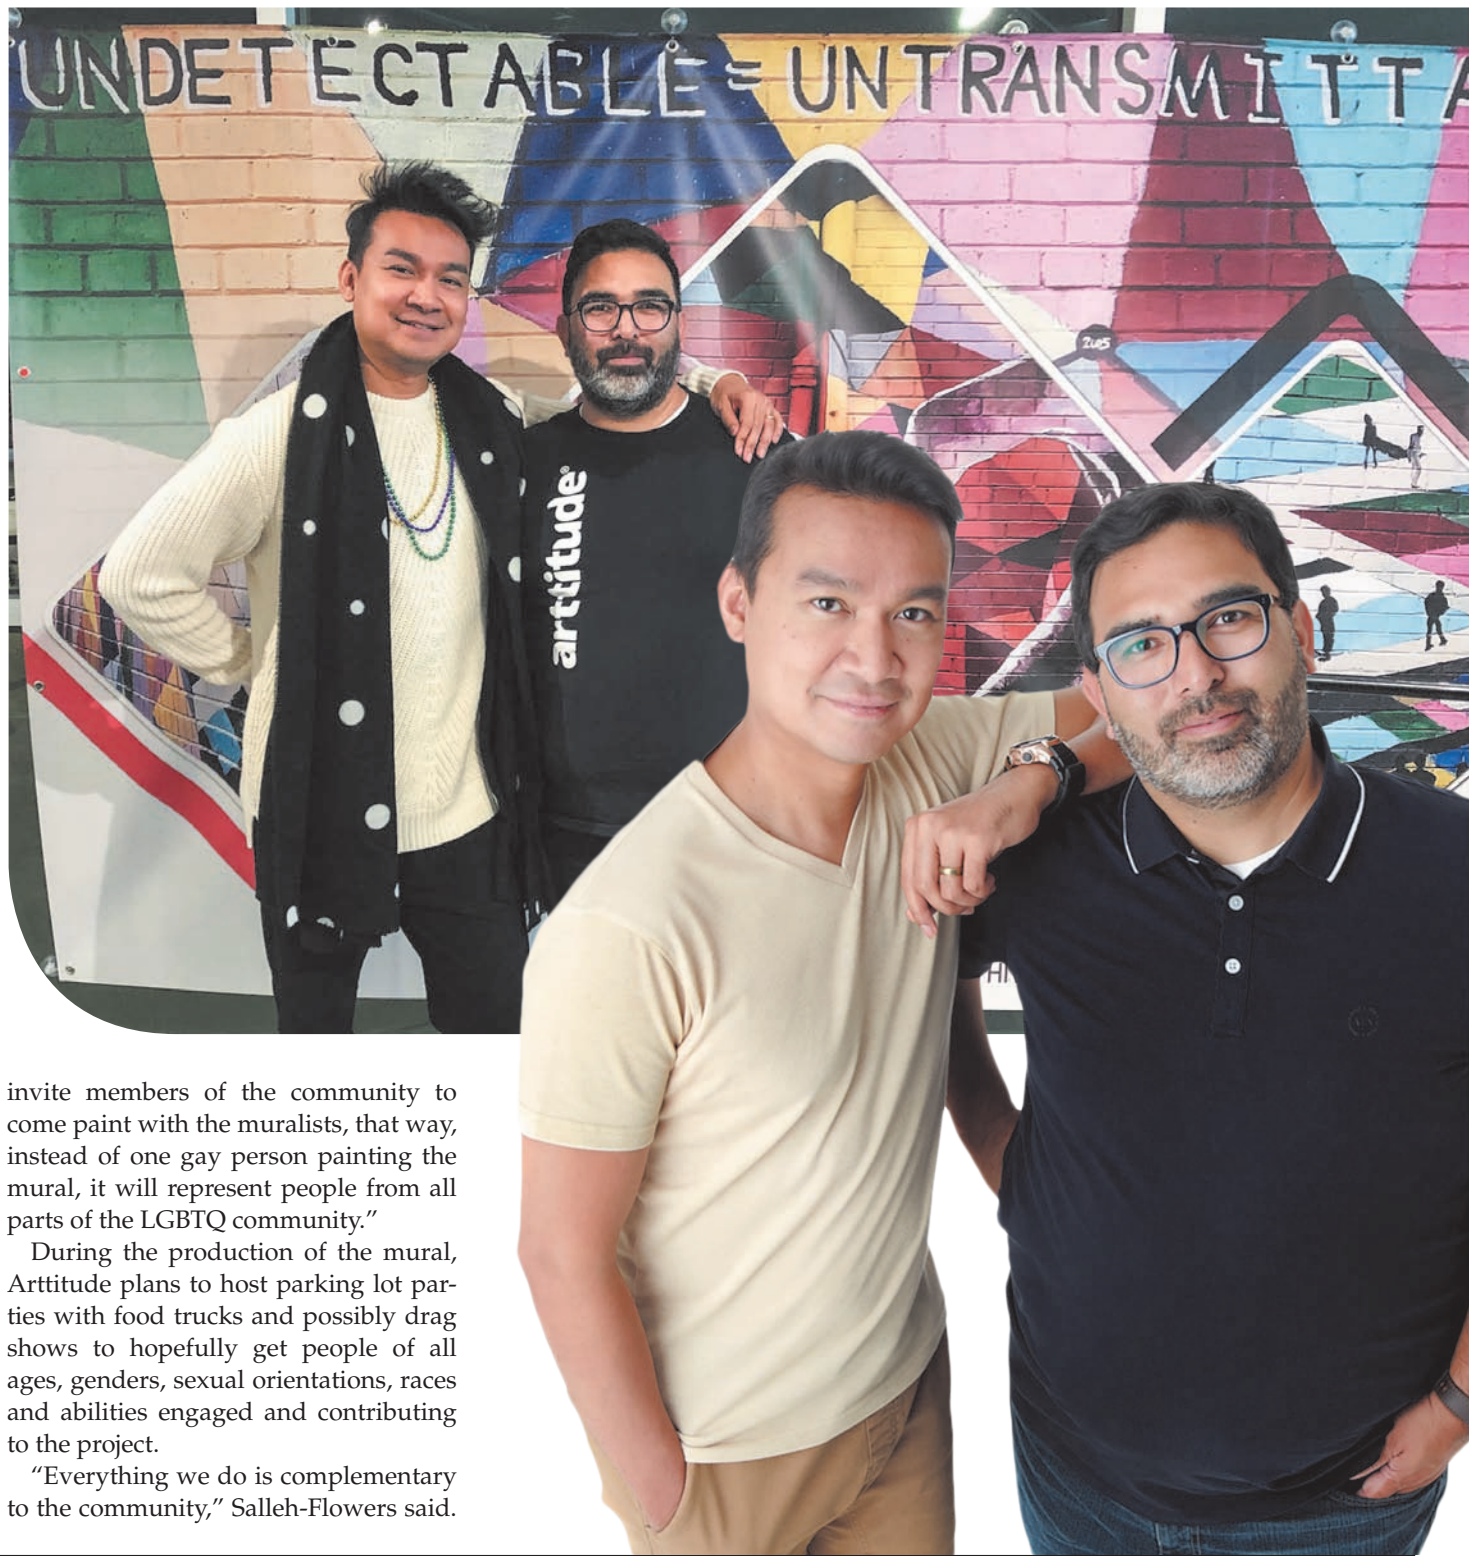 UNDETECTABLE = UNTRANSMITTA
2015
arttitude®
invite members of the community to
come paint with the muralists, that way,
instead of one gay person painting the
mural, it will represent people from all
parts of the LGBTQ community.”
During the production of the mural,
Arttitude plans to host parking lot par-
ties with food trucks and possibly drag
shows to hopefully get people of all
ages, genders, sexual orientations, races
and abilities engaged and contributing
to the project.
“Everything we do is complementary
to the community,” Salleh-Flowers said.